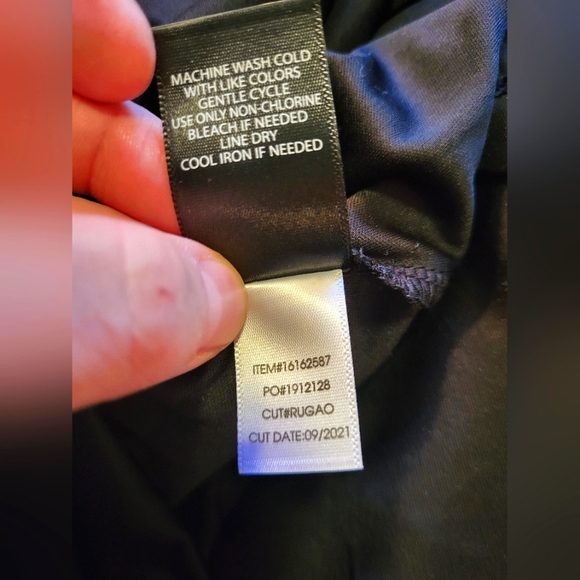 MACHINE WASH COLD
WITH LIKE COLORS
GENTLE CYCLE
USE ONLY NON-CHLORINE
BLEACH IF NEEDED
LINE DRY
COOL IRON IF NEEDED
ITEM#16162587
PO#1912128
CUT#RUGAO
CUT DATE:09/2021